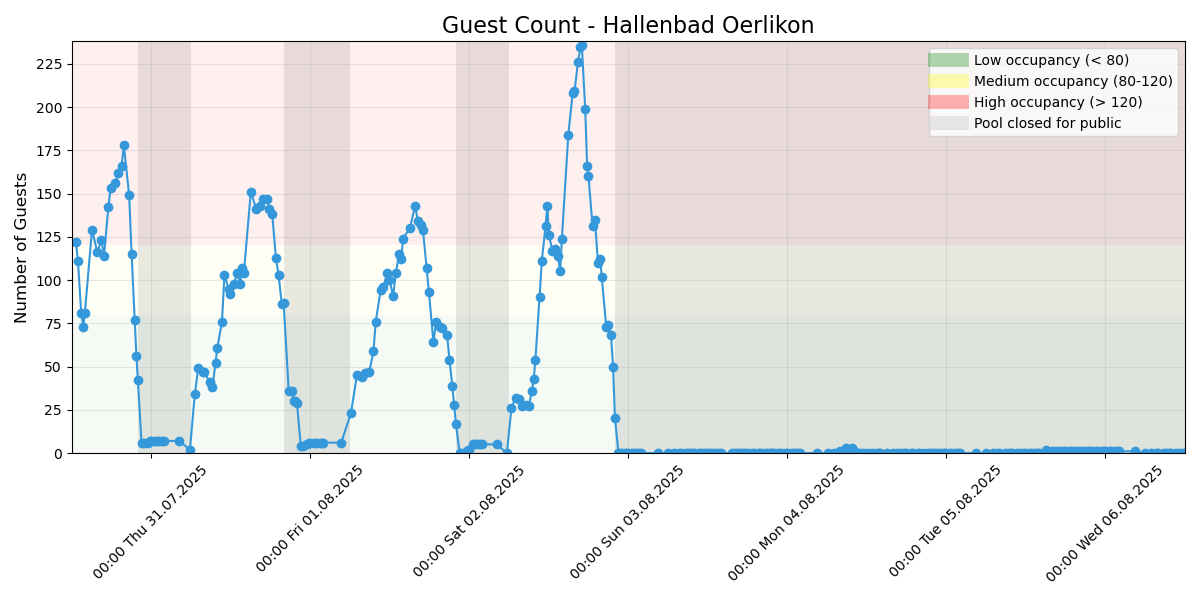 Guest Count - Hallenbad Oerlikon
Number of Guests
225
200
175
150
125
100
75
50
25
0
Low occupancy (< 80)
Medium occupancy (80-120)
High occupancy (> 120)
Pool closed for public
00:00 Thu 31.07.2025
00:00 Fri 01.08.2025
00:00 Sat 02.08.2025
00:00 Sun 03.08.2025
00:00 Mon 04.08.2025
00:00 Tue 05.08.2025
00:00 Wed 06.08.2025